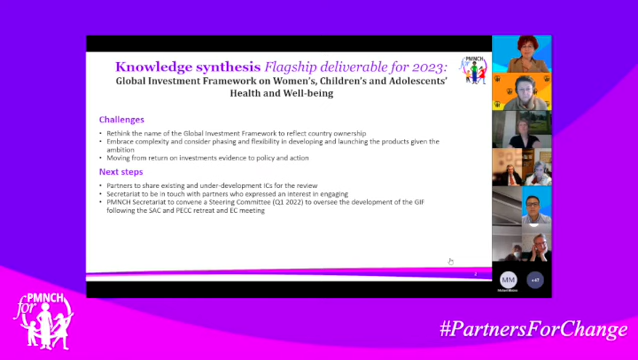 Knowledge synthesis Flagship deliverable for 2023:
Global Investment Framework on Women's, Children's and Adolescents'
Health and Well-being
for PMNCH
Challenges
• Rethink the name of the Global Investment Framework to reflect country ownership
• Embrace complexity and consider phasing and flexibility in developing and launching the products given the
ambition
• Moving from return on investments evidence to policy and action
Next steps
• Partners to share existing and under-development ICs for the review
• Secretariat to be in touch with partners who expressed an interest in engaging
• PMNCH Secretariat to convene a Steering Committee (Q1 2022) to oversee the development of the GIF
following the SAC and PECC retreat and EC meeting
MM
+47
for PMNCH
#PartnersForChange